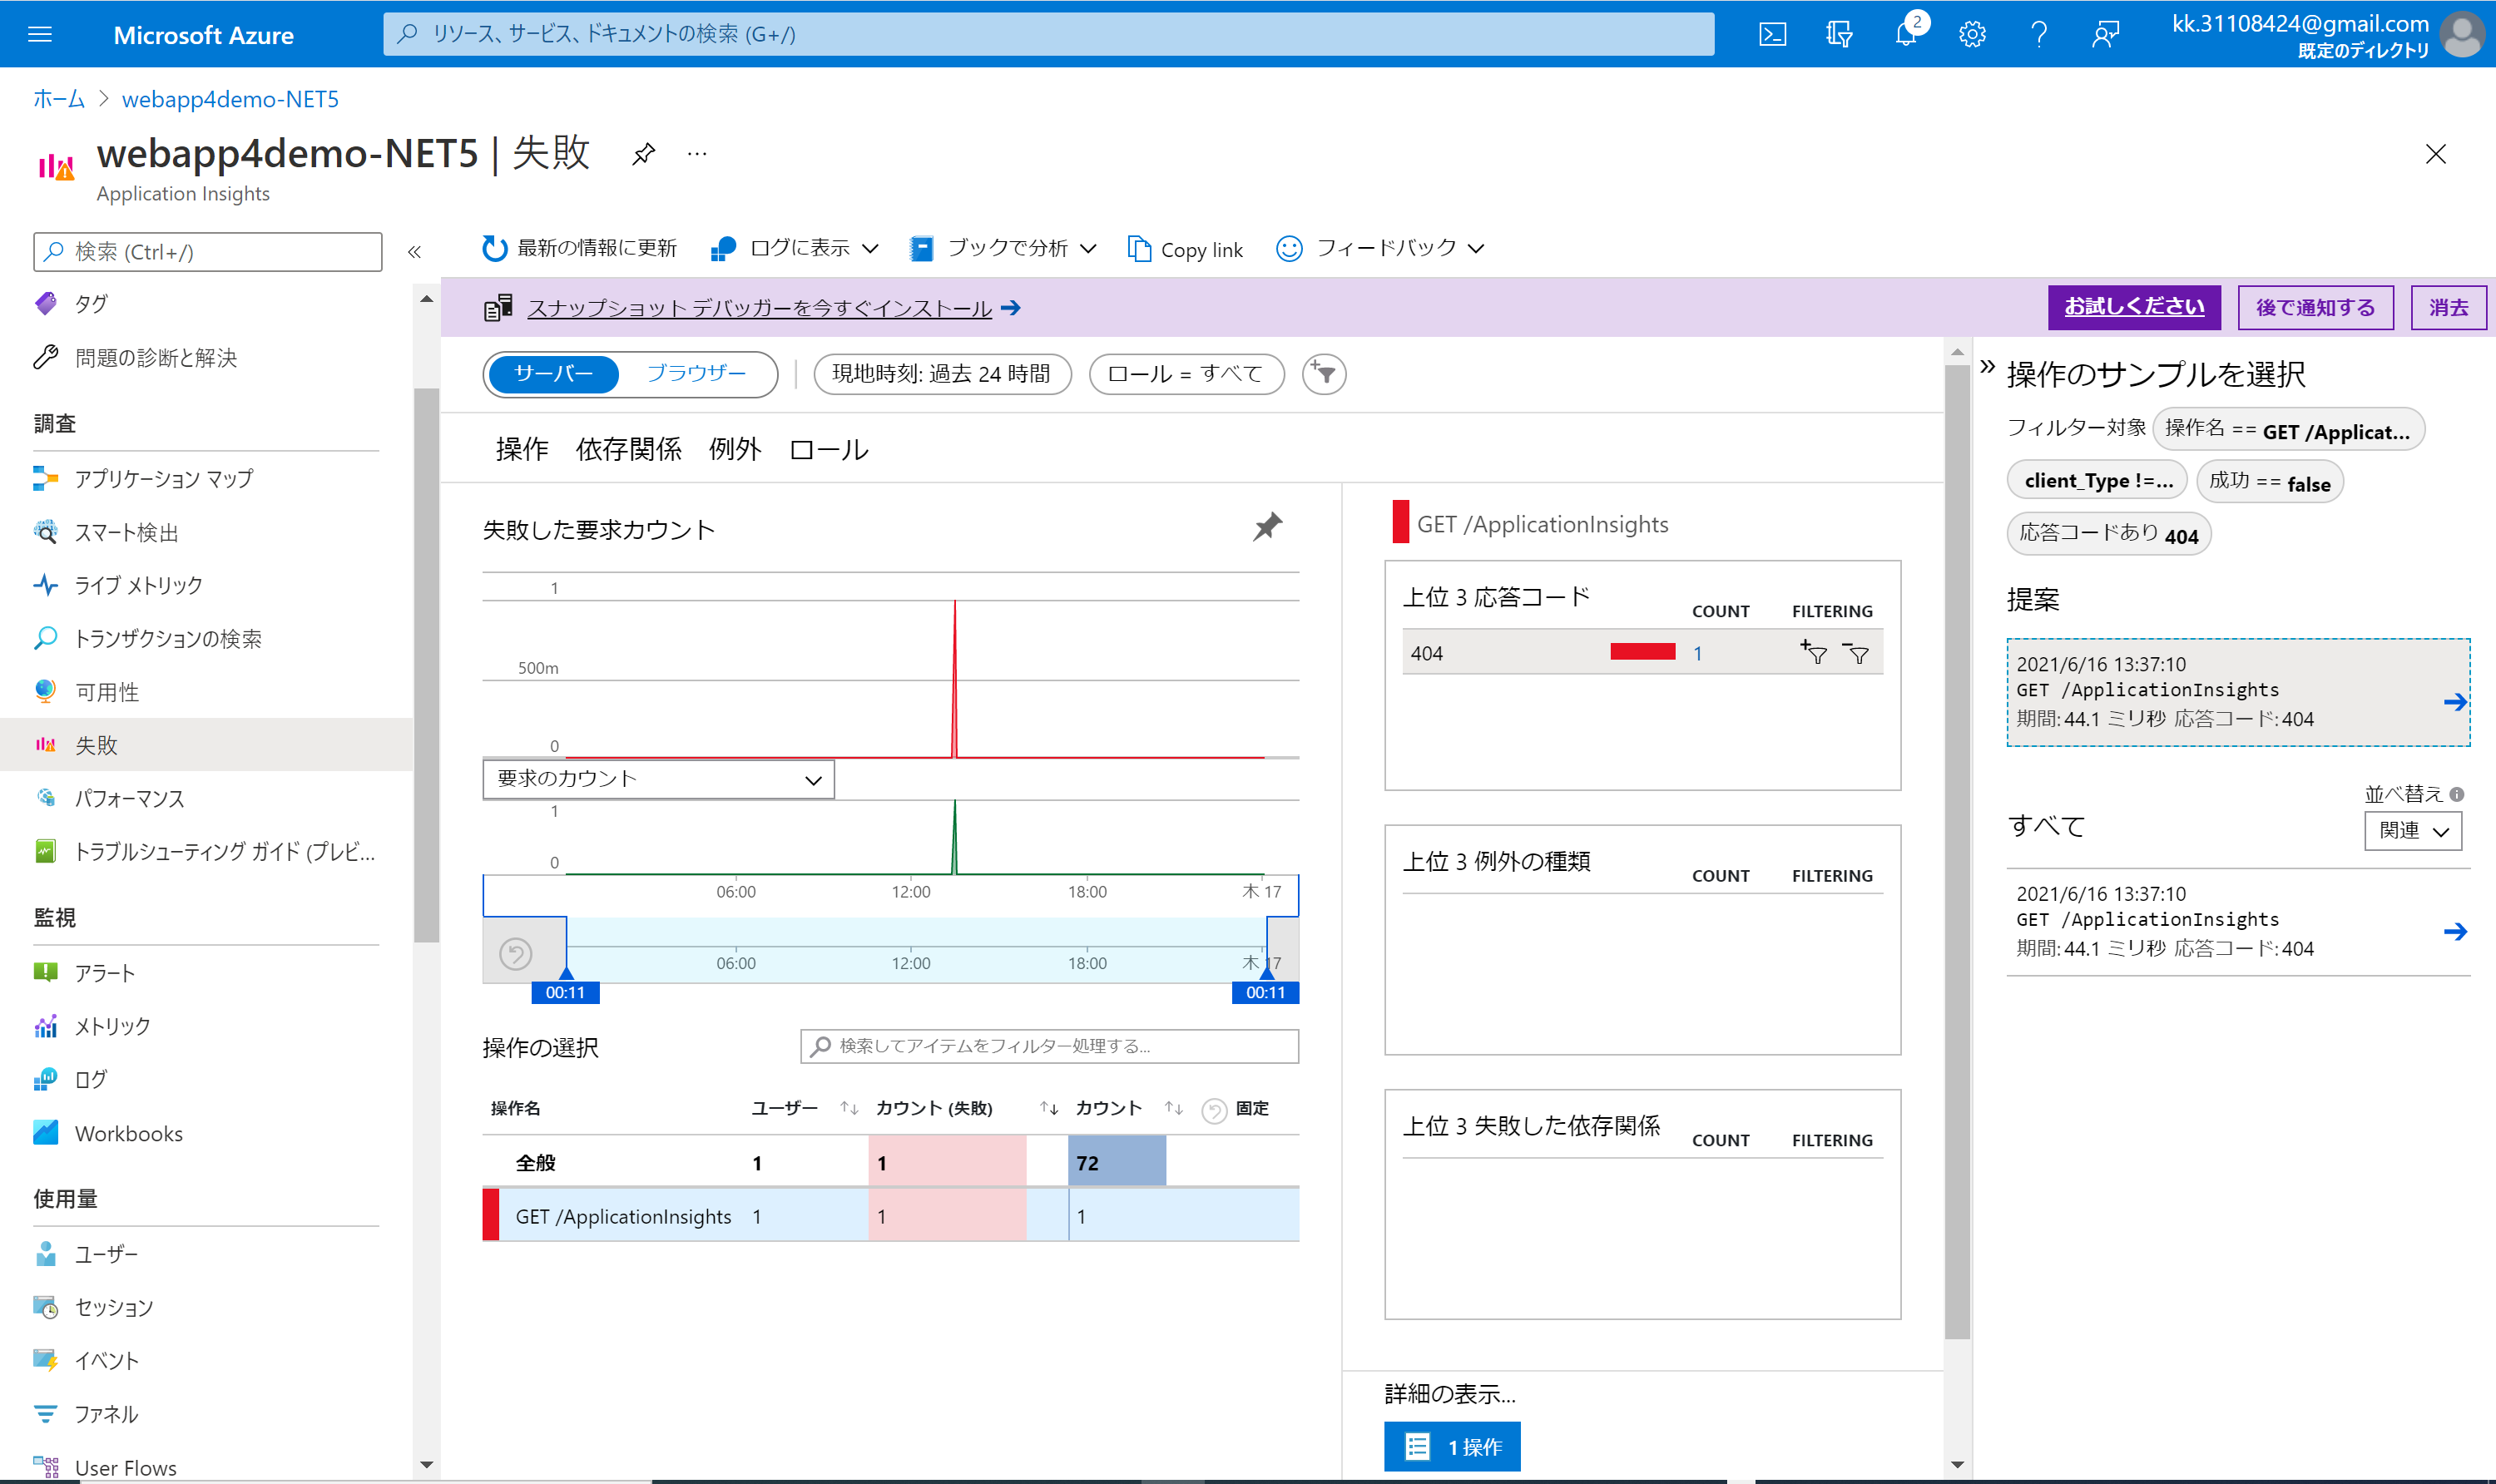 Microsoft Azure
リソース、サービス、ドキュメントの検索 (G+/)
2
kk.31108424@gmail.com
既定のディレクトリ
ホーム > webapp4demo-NET5
webapp4demo-NET5 | 失敗
...
Application Insights
検索 (Ctrl+/)
«
最新の情報に更新
ログに表示
ブックで分析
Copy link
フィードバック
タグ
問題の診断と解決
調査
アプリケーション マップ
スマート検出
ライブ メトリック
トランザクションの検索
可用性
失敗
パフォーマンス
トラブルシューティング ガイド (プレビ...
監視
アラート
メトリック
ログ
Workbooks
使用量
ユーザー
セッション
イベント
ファネル
User Flows
スナップショット デバッガーを今すぐインストール
お試しください
後で通知する
消去
サーバー
ブラウザー
現地時刻: 過去 24 時間
ロール = すべて
操作 依存関係 例外 ロール
失敗した要求カウント
1
500m
0
要求のカウント
1
0
06:00 12:00 18:00 木 17
06:00 12:00 18:00 木 17
00:11 00:11
操作の選択
検索してアイテムをフィルター処理する...
操作名 ユーザー ↑↓ カウント (失敗) ↑↓ カウント ↑↓ 固定
全般 1 1 72
GET /ApplicationInsights 1 1 1
GET /ApplicationInsights
上位 3 応答コード COUNT FILTERING
404 1
上位 3 例外の種類 COUNT FILTERING
上位 3 失敗した依存関係 COUNT FILTERING
詳細の表示...
1 操作
» 操作のサンプルを選択
フィルター対象 操作名 == GET /Applicat...
client_Type !=... 成功 == false
応答コードあり 404
提案
2021/6/16 13:37:10
GET /ApplicationInsights
期間: 44.1 ミリ秒 応答コード: 404
並べ替え
すべて
関連
2021/6/16 13:37:10
GET /ApplicationInsights
期間: 44.1 ミリ秒 応答コード: 404